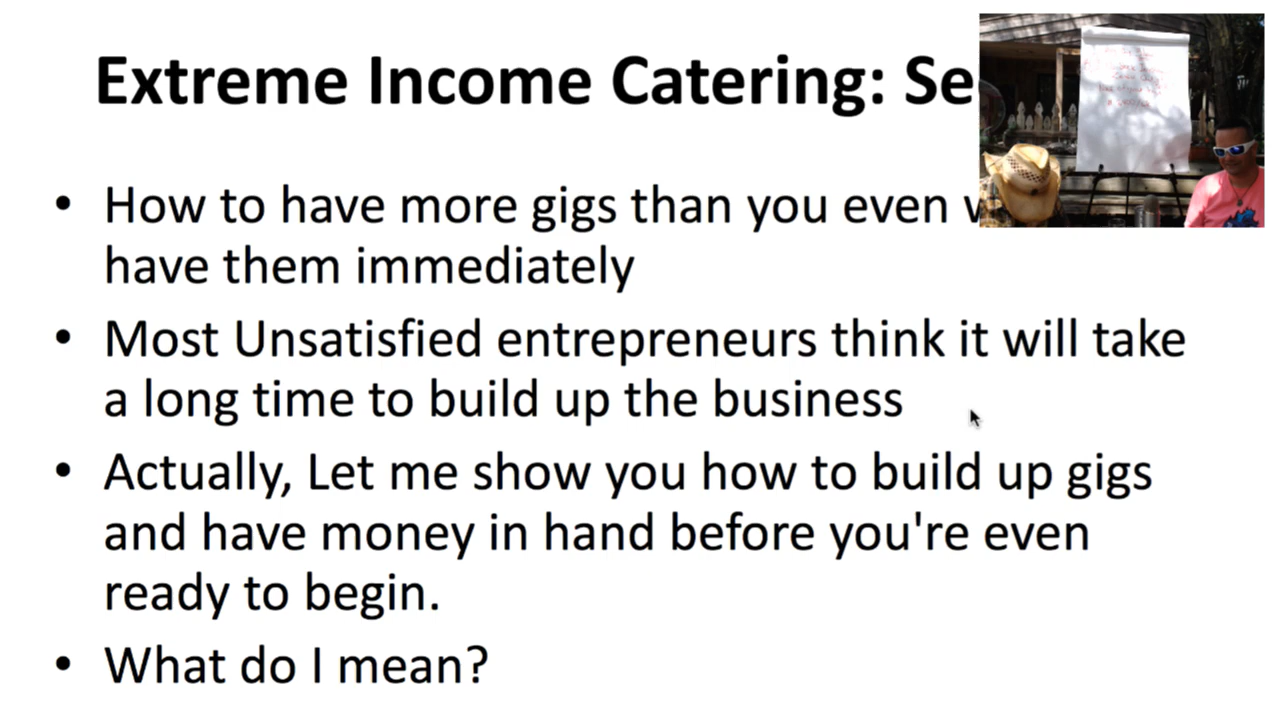 Extreme Income Catering: Se
• How to have more gigs than you even
have them immediately
• Most Unsatisfied entrepreneurs think it will take
a long time to build up the business
• Actually, Let me show you how to build up gigs
and have money in hand before you're even
ready to begin.
• What do I mean?